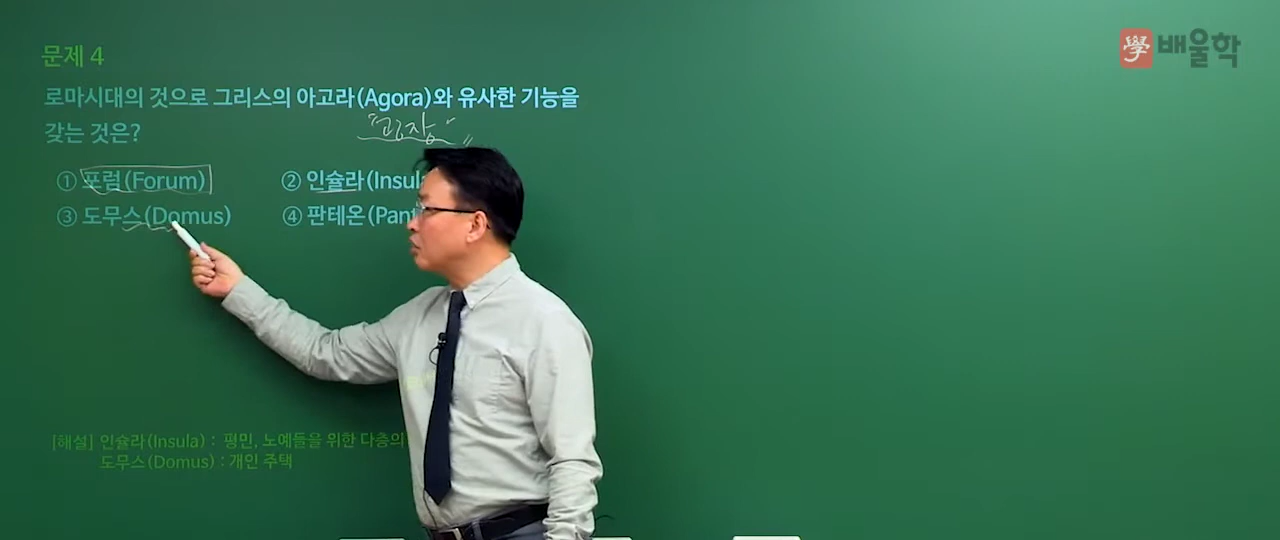 學 배울학
문제 4
로마시대의 것으로 그리스의 아고라(Agora)와 유사한 기능을
갖는 것은?
"광장"
① 포럼(Forum) ② 인슐라(Insul
③ 도무스(Domus) ④ 판테온(Pant
[해설] 인슐라(Insula) : 평민, 노예들을 위한 다층의
도무스(Domus) : 개인 주택